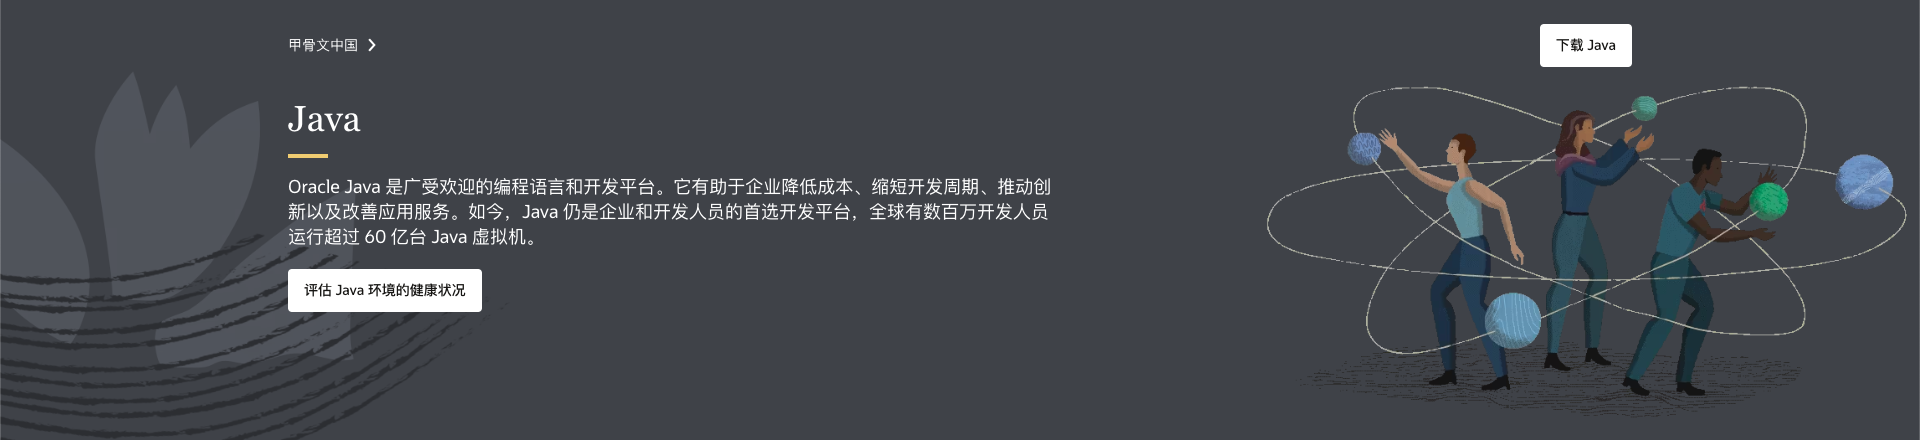 甲骨文中国
下载 Java
Java
Oracle Java 是广受欢迎的编程语言和开发平台。它有助于企业降低成本、缩短开发周期、推动创
新以及改善应用服务。如今，Java 仍是企业和开发人员的首选开发平台，全球有数百万开发人员
运行超过 60 亿台 Java 虚拟机。
评估 Java 环境的健康状况